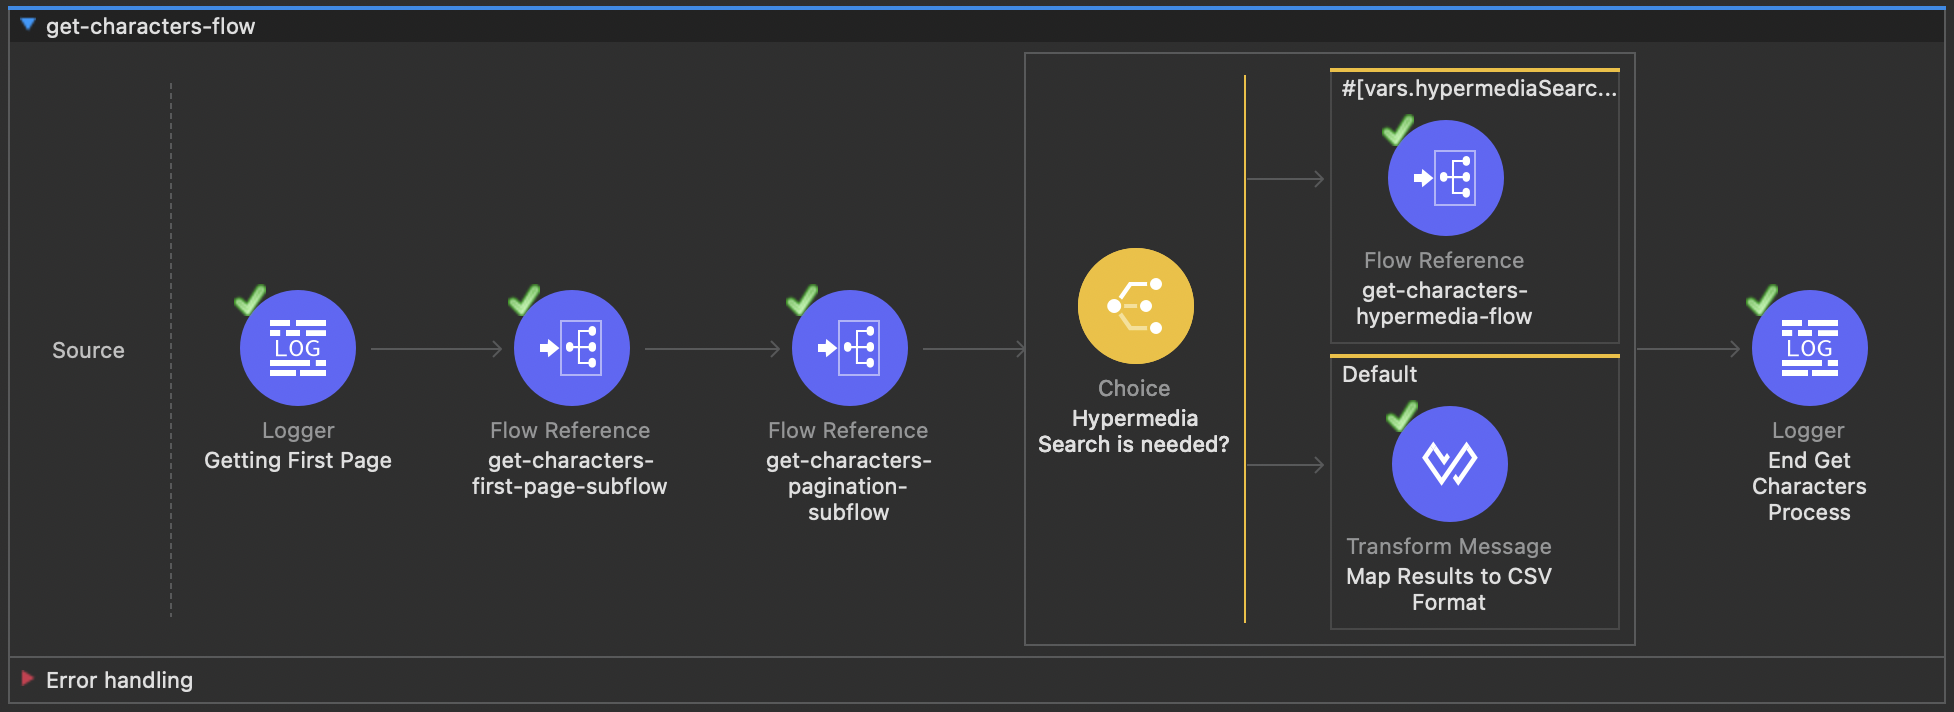 get-characters-flow
Source
LOG
Logger
Getting First Page
Flow Reference
get-characters-
first-page-subflow
Flow Reference
get-characters-
pagination-
subflow
Choice
Hypermedia
Search is needed?
#[vars.hypermediaSearc...
Flow Reference
get-characters-
hypermedia-flow
Default
Transform Message
Map Results to CSV
Format
LOG
Logger
End Get
Characters
Process
Error handling